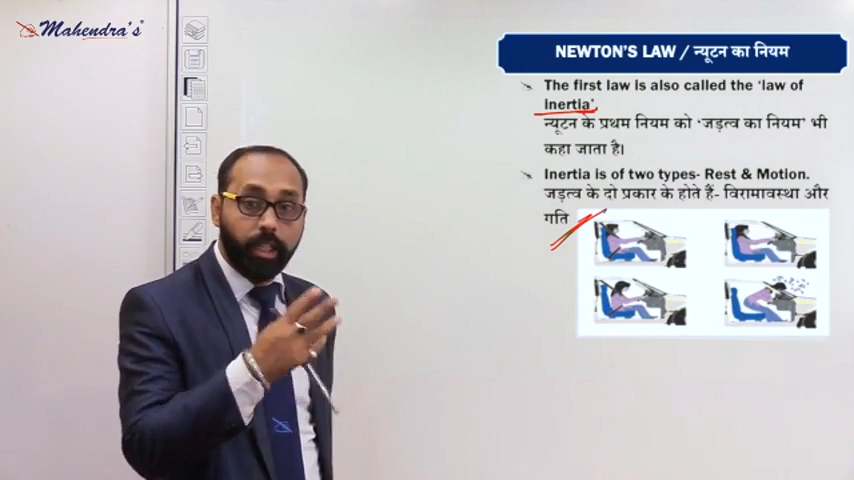 Mahendra's
NEWTON'S LAW / न्यूटन का नियम
The first law is also called the ‘law of
inertia’.
न्यूटन के प्रथम नियम को ‘जड़त्व का नियम’ भी
कहा जाता है।
Inertia is of two types- Rest & Motion.
जड़त्व के दो प्रकार के होते हैं- विरामावस्था और
गति